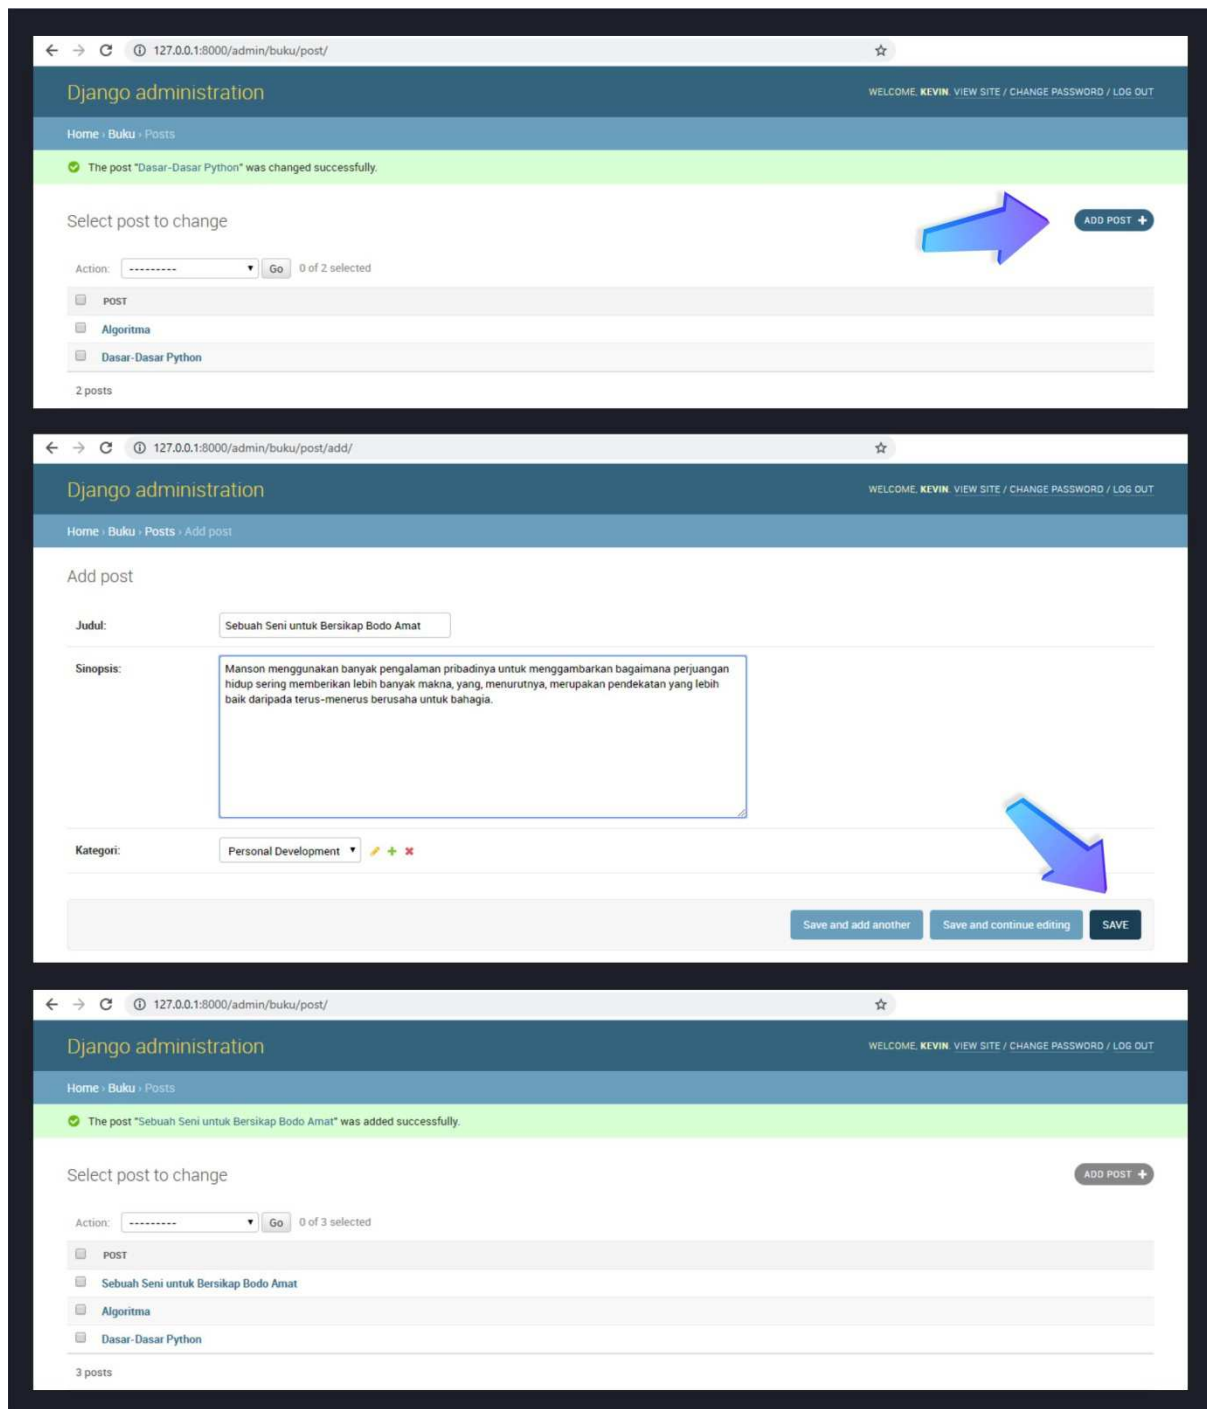 127.0.0.1:8000/admin/buku/post/
Django administration
WELCOME, KEVIN. VIEW SITE / CHANGE PASSWORD / LOG OUT
Home › Buku › Posts
The post "Dasar-Dasar Python" was changed successfully.
Select post to change
ADD POST +
Action: --------- Go 0 of 2 selected
POST
Algoritma
Dasar-Dasar Python
2 posts
127.0.0.1:8000/admin/buku/post/add/
Django administration
WELCOME, KEVIN. VIEW SITE / CHANGE PASSWORD / LOG OUT
Home › Buku › Posts › Add post
Add post
Judul: Sebuah Seni untuk Bersikap Bodo Amat
Sinopsis: Manson menggunakan banyak pengalaman pribadinya untuk menggambarkan bagaimana perjuangan
hidup sering memberikan lebih banyak makna, yang, menurutnya, merupakan pendekatan yang lebih
baik daripada terus-menerus berusaha untuk bahagia.
Kategori: Personal Development
Save and add another Save and continue editing SAVE
127.0.0.1:8000/admin/buku/post/
Django administration
WELCOME, KEVIN. VIEW SITE / CHANGE PASSWORD / LOG OUT
Home › Buku › Posts
The post "Sebuah Seni untuk Bersikap Bodo Amat" was added successfully.
Select post to change
ADD POST +
Action: --------- Go 0 of 3 selected
POST
Sebuah Seni untuk Bersikap Bodo Amat
Algoritma
Dasar-Dasar Python
3 posts